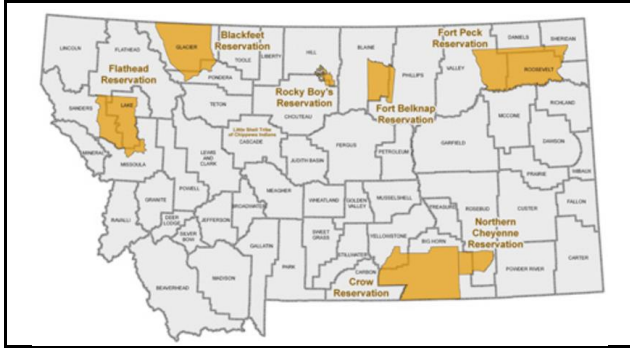 Blackfeet
Reservation
Fort Peck
Reservation
DANIELS
SHERIDAN
LINCOLN
FLATHEAD
GLACIER
TOOLE
LIBERTY
HILL
BLAINE
PHILLIPS
VALLEY
ROOSEVELT
Flathead
Reservation
PONDERA
Rocky Boy's
Reservation
Fort Belknap
Reservation
RICHLAND
SANDERS
LAKE
TETON
CHOUTEAU
MCCONE
Little Shell Tribe
of Chippewa Indians
CASCADE
FERGUS
PETROLEUM
GARFIELD
DAWSON
MINERAL
MISSOULA
LEWIS
AND
CLARK
JUDITH BASIN
PRAIRIE
WIBAUX
POWELL
MEAGHER
WHEATLAND
GOLDEN
VALLEY
MUSSELSHELL
TREASURE
ROSEBUD
CUSTER
FALLON
RAVALLI
GRANITE
DEER
LODGE
SILVER
BOW
JEFFERSON
BROADWATER
Northern
Cheyenne
Reservation
GALLATIN
PARK
SWEET
GRASS
STILLWATER
YELLOWSTONE
BIG HORN
CARBON
POWDER RIVER
CARTER
BEAVERHEAD
MADISON
Crow
Reservation